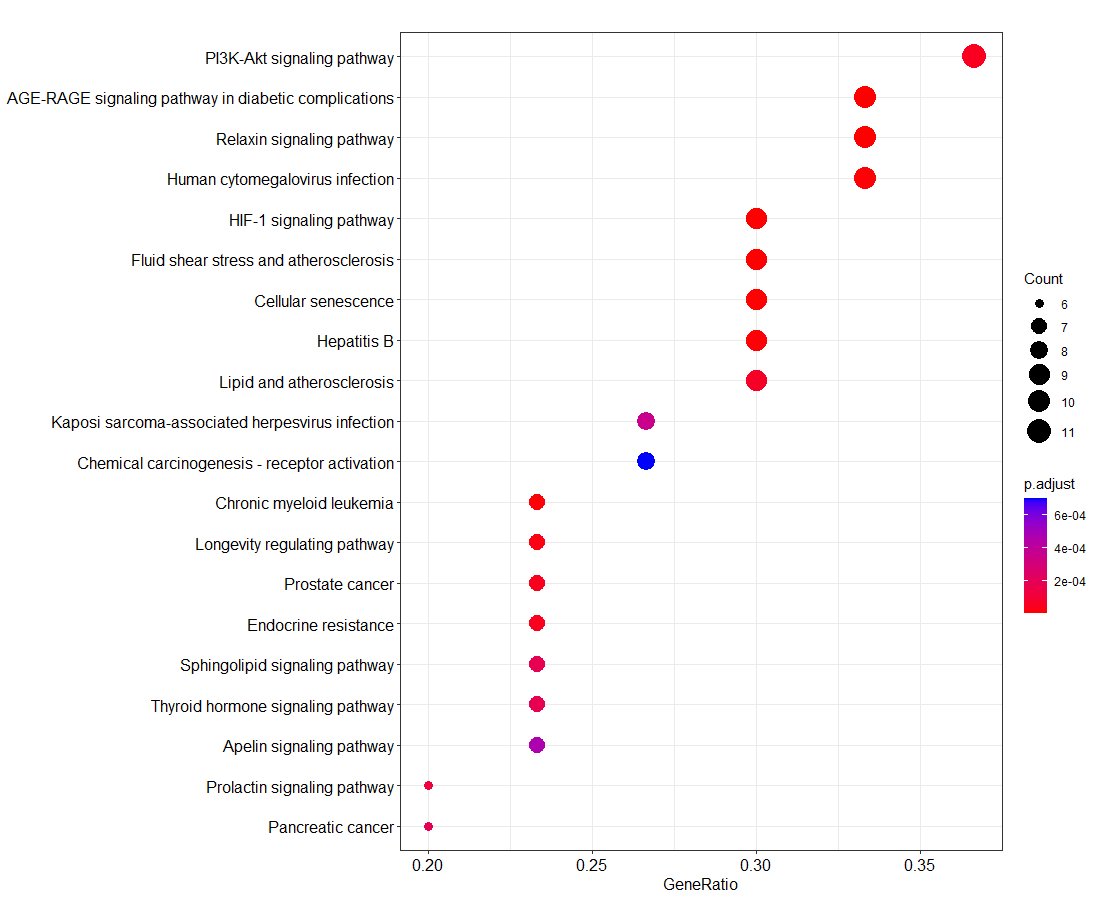 PI3K-Akt signaling pathway
AGE-RAGE signaling pathway in diabetic complications
Relaxin signaling pathway
Human cytomegalovirus infection
HIF-1 signaling pathway
Fluid shear stress and atherosclerosis
Cellular senescence
Hepatitis B
Lipid and atherosclerosis
Kaposi sarcoma-associated herpesvirus infection
Chemical carcinogenesis - receptor activation
Chronic myeloid leukemia
Longevity regulating pathway
Prostate cancer
Endocrine resistance
Sphingolipid signaling pathway
Thyroid hormone signaling pathway
Apelin signaling pathway
Prolactin signaling pathway
Pancreatic cancer
0.20 0.25 0.30 0.35
GeneRatio
Count
6
7
8
9
10
11
p.adjust
6e-04
4e-04
2e-04